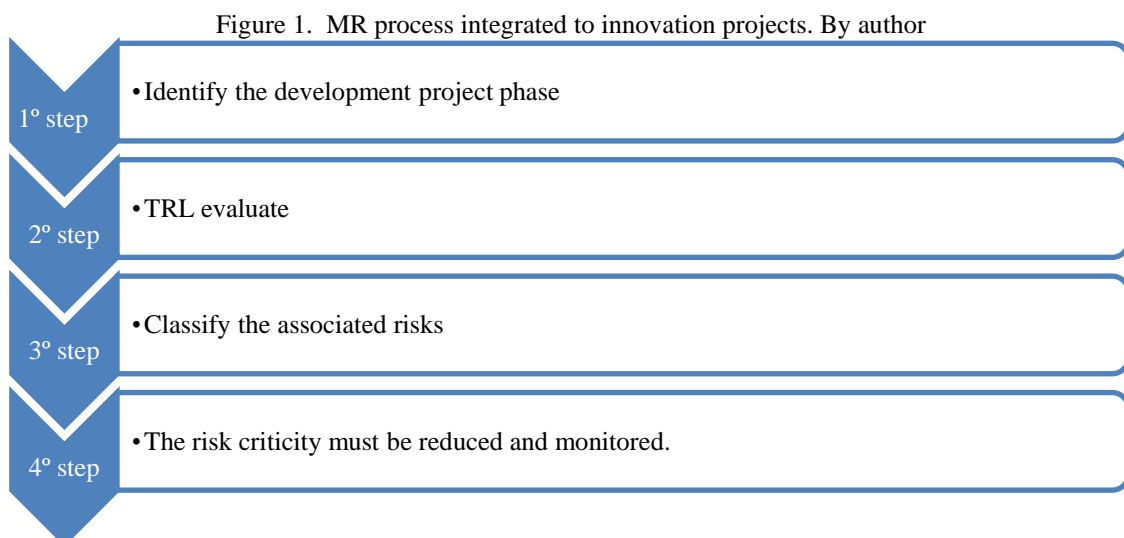 Figure 1. MR process integrated to innovation projects. By author
1º step
•Identify the development project phase
2º step
•TRL evaluate
3º step
•Classify the associated risks
4º step
•The risk criticity must be reduced and monitored.